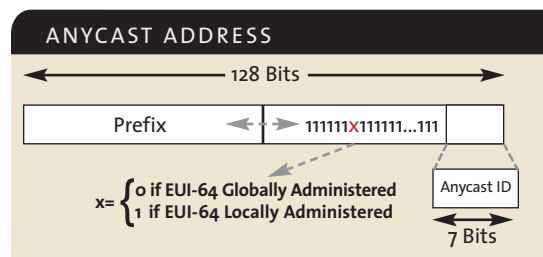 ANYCAST ADDRESS
128 Bits
Prefix
111111X111111...111
x= { 0 if EUI-64 Globally Administered
1 if EUI-64 Locally Administered
Anycast ID
7 Bits